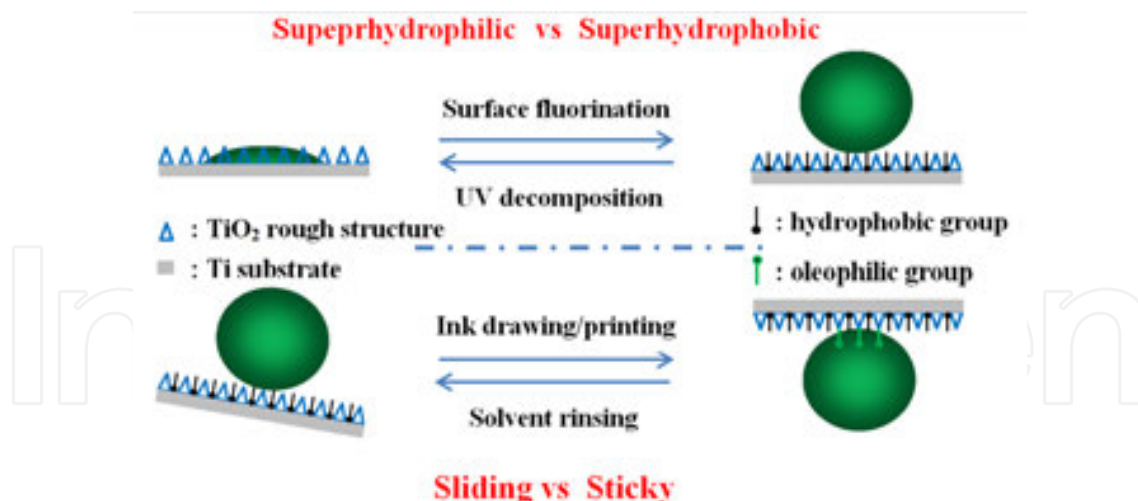 Supeprhydrophilic vs Superhydrophobic
Surface fluorination
UV decomposition
: TiO₂ rough structure
: Ti substrate
: hydrophobic group
: oleophilic group
Ink drawing/printing
Solvent rinsing
Sliding vs Sticky